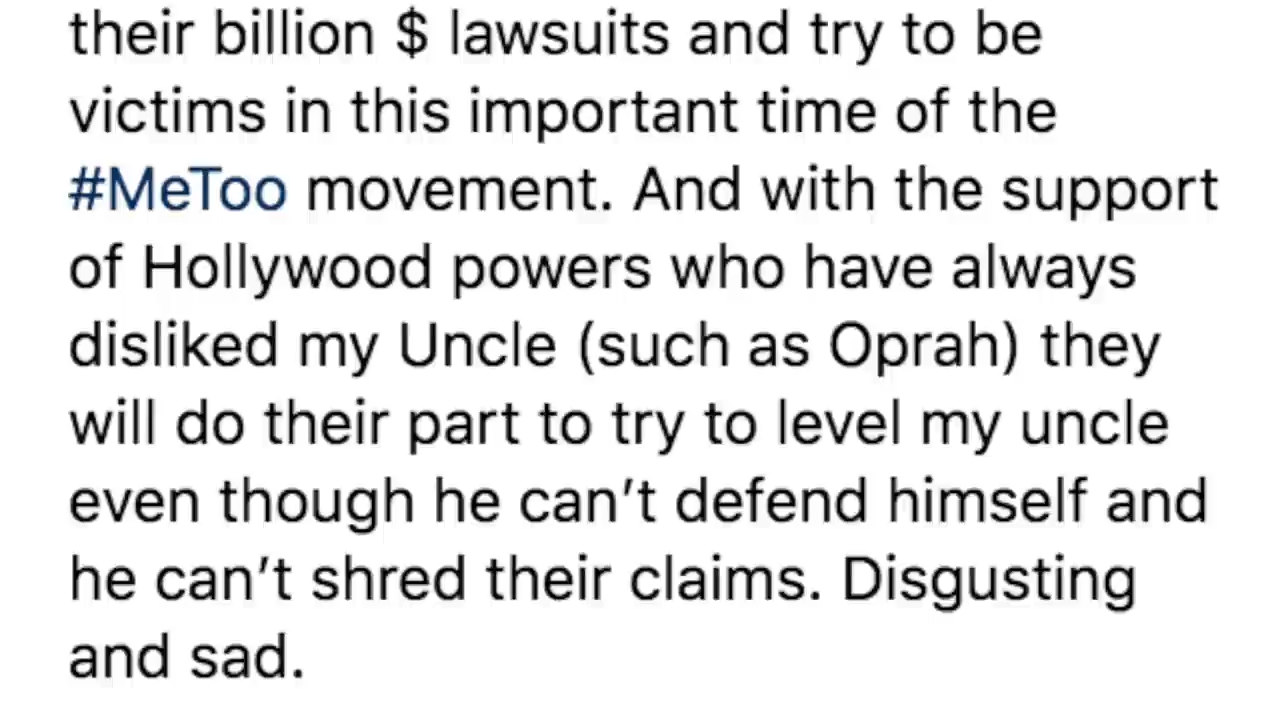 their billion $ lawsuits and try to be
victims in this important time of the
#MeToo movement. And with the support
of Hollywood powers who have always
disliked my Uncle (such as Oprah) they
will do their part to try to level my uncle
even though he can’t defend himself and
he can’t shred their claims. Disgusting
and sad.